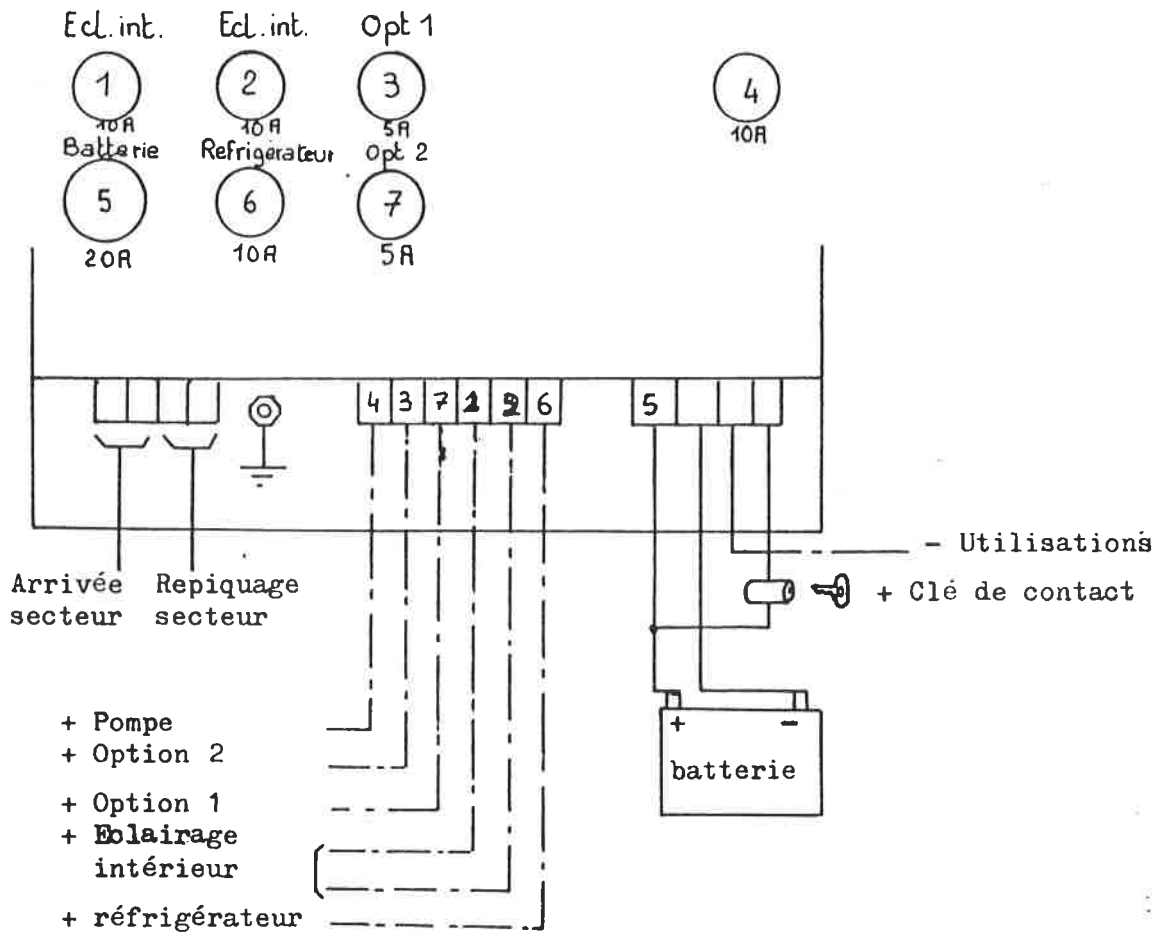 Ecl. int. Ecl. int. Opt 1
1 2 3 4
10A 10A 5A 10A
Batterie Refrigérateur Opt 2
5 6 7
20A 10A 5A
4 3 7 1 2 6 5
- Utilisations
+ Clé de contact
Arrivée secteur
Repiquage secteur
+ Pompe
+ Option 2
+ Option 1
+ Eclairage
intérieur
+ réfrigérateur
+ -
batterie